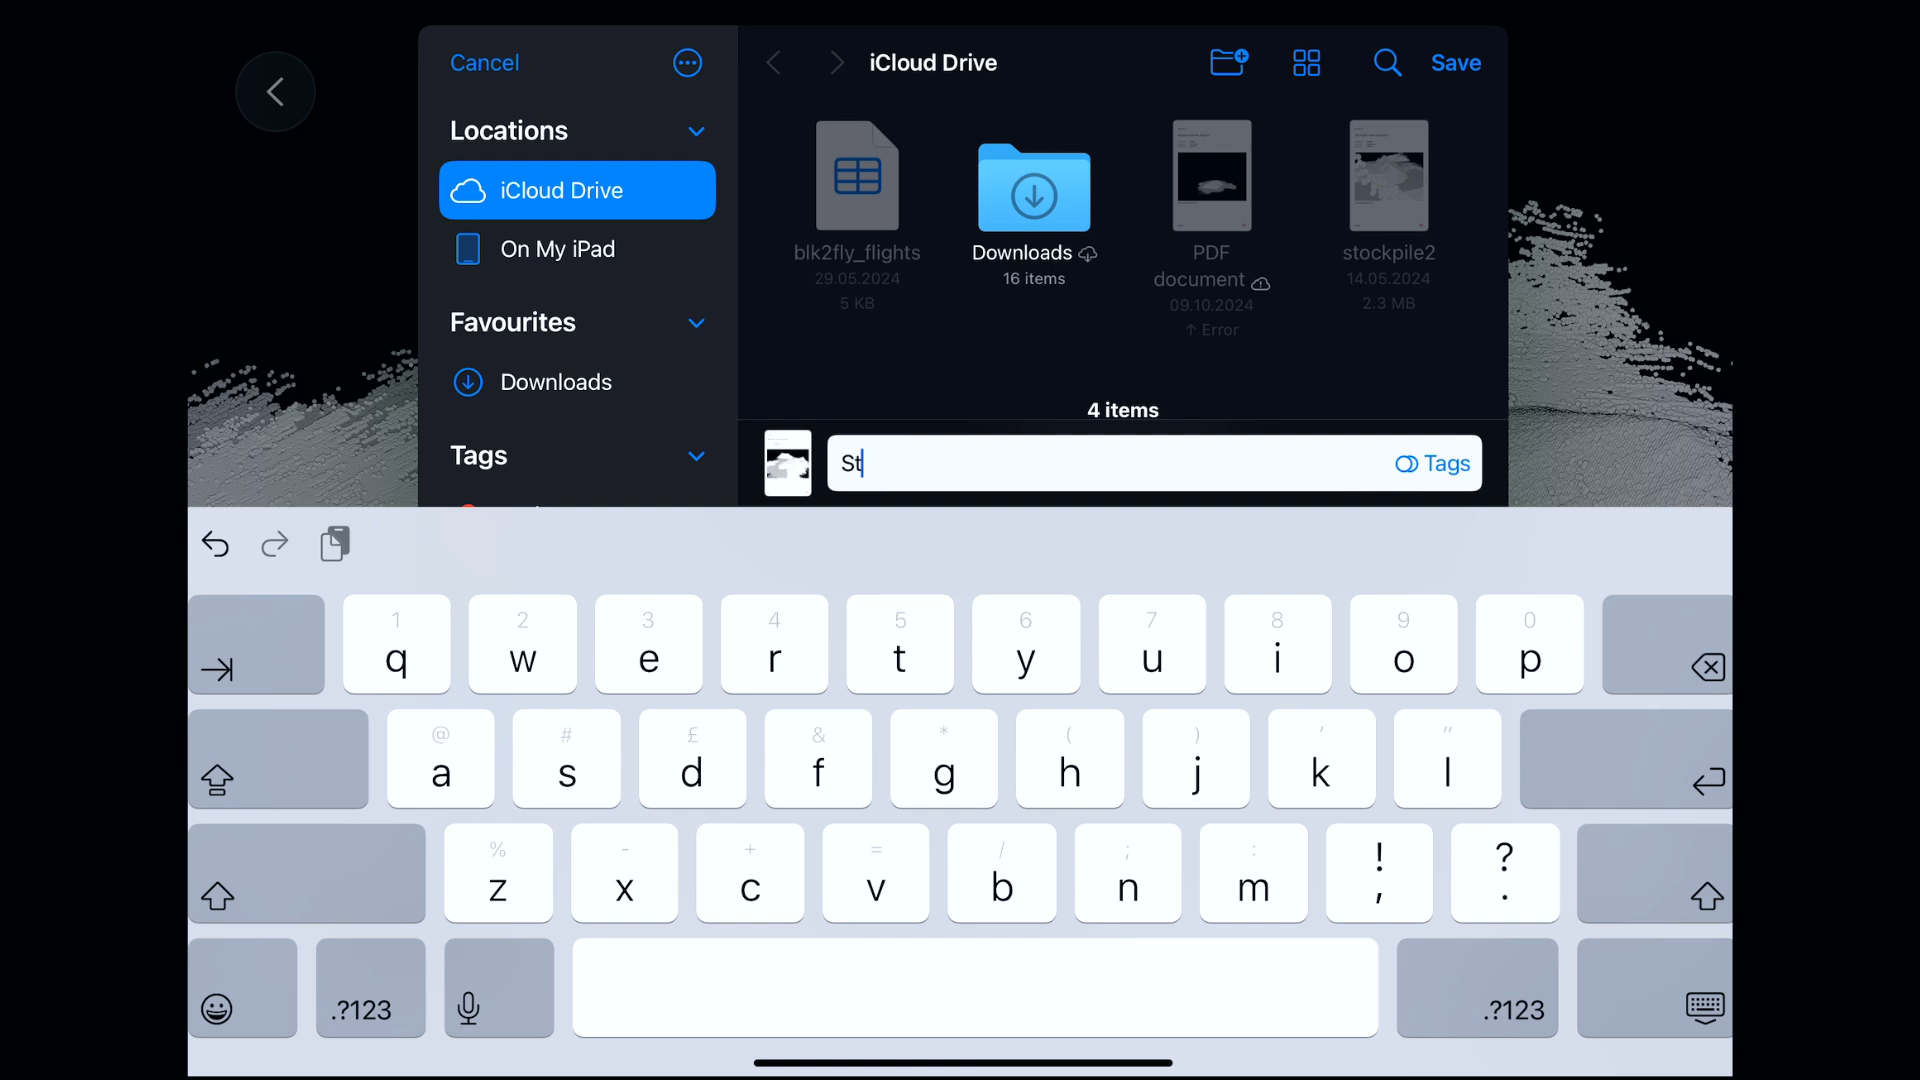 Cancel
iCloud Drive
Save
Locations
iCloud Drive
On My iPad
Favourites
Downloads
Tags
blk2fly_flights
29.05.2024
5 KB
Downloads
16 items
PDF
document
09.10.2024
↑ Error
stockpile2
14.05.2024
2.3 MB
4 items
St
Tags
1 2 3 4 5 6 7 8 9 0
q w e r t y u i o p
@ # £ & * ( ) ' "
a s d f g h j k l
% - + = / ; : ! ?
z x c v b n m , .
.?123
.?123